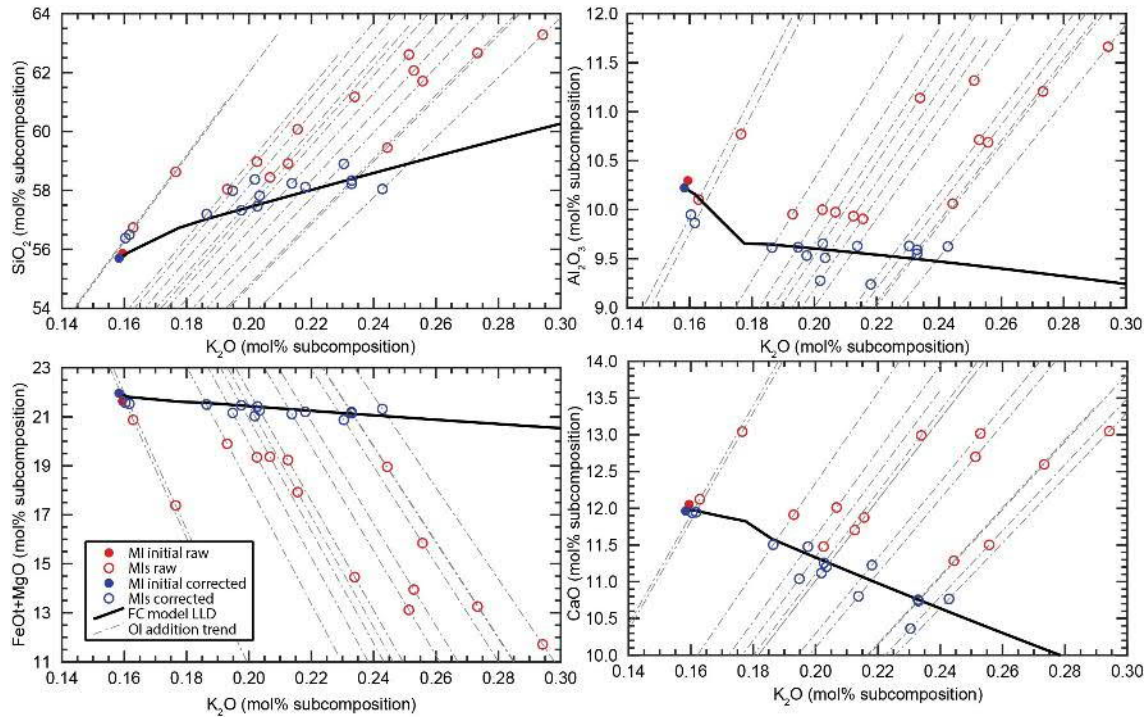 64
62
60
58
56
54
SiO₂ (mol% subcomposition)
0.14 0.16 0.18 0.20 0.22 0.24 0.26 0.28 0.30
K₂O (mol% subcomposition)
12.0
11.5
11.0
10.5
10.0
9.5
9.0
Al₂O₃ (mol% subcomposition)
0.14 0.16 0.18 0.20 0.22 0.24 0.26 0.28 0.30
K₂O (mol% subcomposition)
23
21
19
17
15
13
11
FeOt+MgO (mol% subcomposition)
MI initial raw
MIs raw
MI initial corrected
MIs corrected
FC model LLD
Ol addition trend
0.14 0.16 0.18 0.20 0.22 0.24 0.26 0.28 0.30
K₂O (mol% subcomposition)
14.0
13.0
12.0
11.5
11.0
10.5
10.0
CaO (mol% subcomposition)
0.14 0.16 0.18 0.20 0.22 0.24 0.26 0.28 0.30
K₂O (mol% subcomposition)